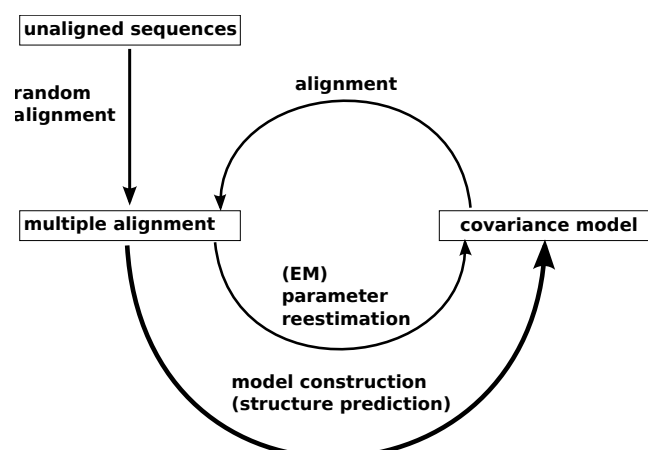 unaligned sequences
random
alignment
alignment
multiple alignment
covariance model
(EM)
parameter
reestimation
model construction
(structure prediction)